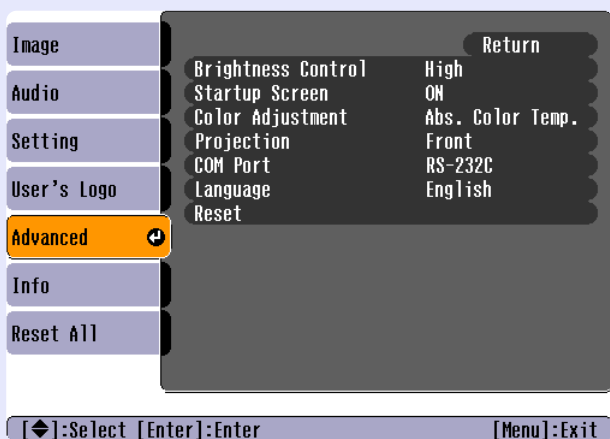 Image
Audio
Setting
User's Logo
Advanced
Info
Reset All
Return
Brightness Control High
Startup Screen ON
Color Adjustment Abs. Color Temp.
Projection Front
COM Port RS-232C
Language English
Reset
[◆]:Select [Enter]:Enter [Menu]:Exit